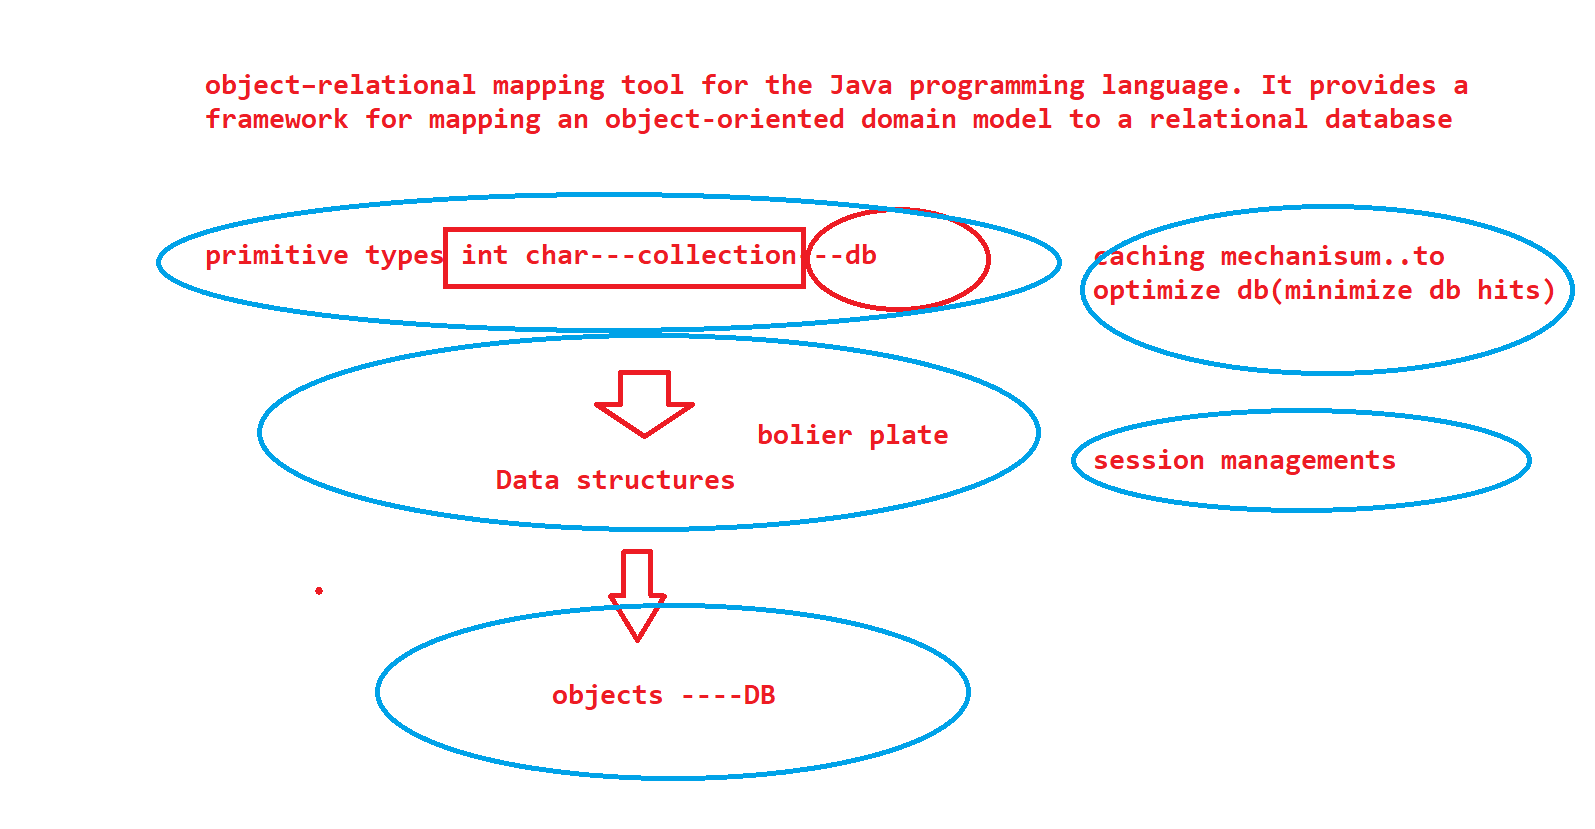 object–relational mapping tool for the Java programming language. It provides a
framework for mapping an object-oriented domain model to a relational database
primitive types int char---collection---db
caching mechanisum..to
optimize db(minimize db hits)
bolier plate
Data structures
session managements
objects ----DB